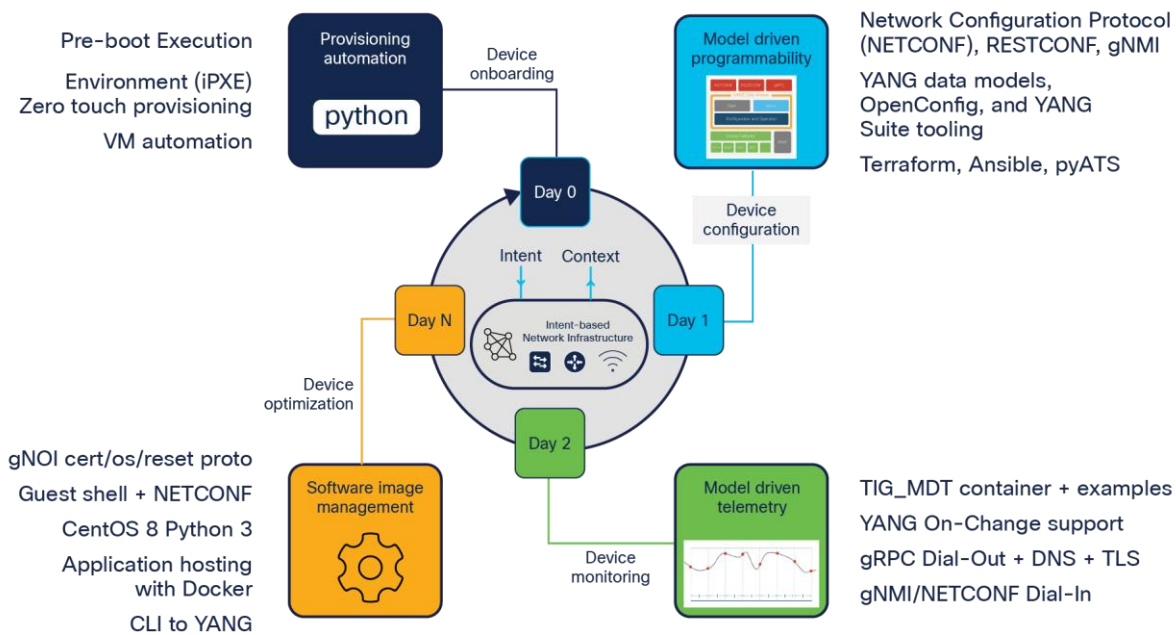 Pre-boot Execution
Environment (iPXE)
Zero touch provisioning
VM automation
Provisioning
automation
python
Device
onboarding
Model driven
programmability
Network Configuration Protocol
(NETCONF), RESTCONF, gNMI
YANG data models,
OpenConfig, and YANG
Suite tooling
Terraform, Ansible, pyATS
Day 0
Device
configuration
Intent
Context
Day N
Intent-based
Network Infrastructure
Day 1
Device
optimization
Day 2
gNOI cert/os/reset proto
Guest shell + NETCONF
CentOS 8 Python 3
Application hosting
with Docker
CLI to YANG
Software image
management
Device
monitoring
Model driven
telemetry
TIG_MDT container + examples
YANG On-Change support
gRPC Dial-Out + DNS + TLS
gNMI/NETCONF Dial-In